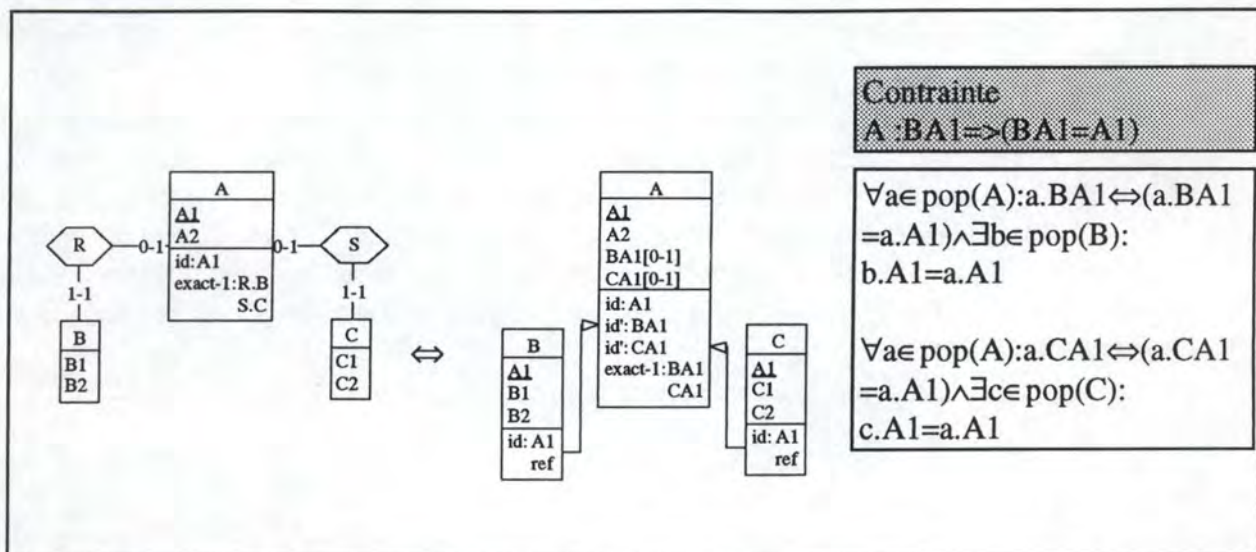 A
A1
A2
id:A1
exact-1:R.B
S.C
R
0-1
0-1
S
1-1
1-1
B
B1
B2
C
C1
C2
⇔
A
A1
A2
BA1[0-1]
CA1[0-1]
id: A1
id': BA1
id': CA1
exact-1:BA1
CA1
B
A1
B1
B2
id: A1
ref
C
A1
C1
C2
id: A1
ref
Contrainte
A :BA1=>(BA1=A1)
∀a∈pop(A):a.BA1⇔(a.BA1
=a.A1)∧∃b∈pop(B):
b.A1=a.A1
∀a∈pop(A):a.CA1⇔(a.CA1
=a.A1)∧∃c∈pop(C):
c.A1=a.A1